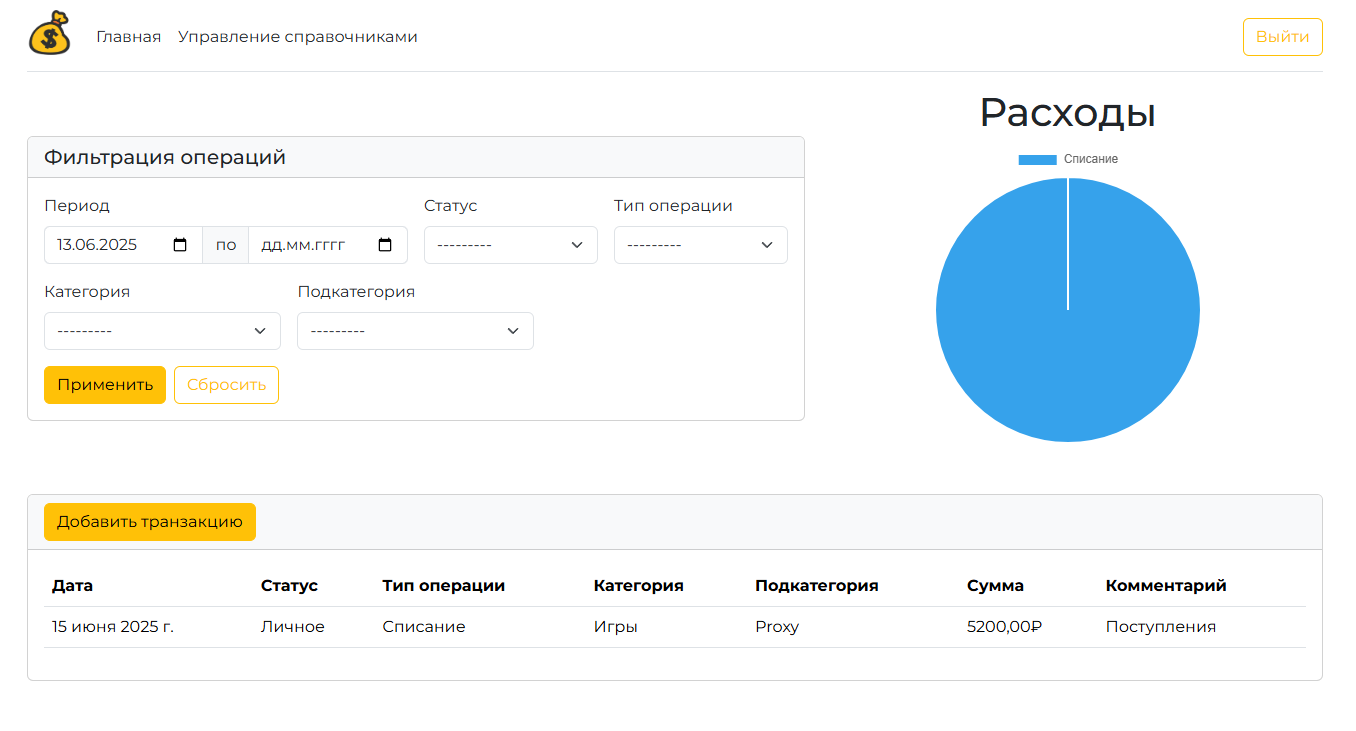 Главная Управление справочниками Выйти
Расходы
Списание
Фильтрация операций
Период Статус Тип операции
13.06.2025 по дд.мм.гггг --------- ---------
Категория Подкатегория
--------- ---------
Применить Сбросить
Добавить транзакцию
Дата Статус Тип операции Категория Подкатегория Сумма Комментарий
15 июня 2025 г. Личное Списание Игры Proxy 5200,00₽ Поступления